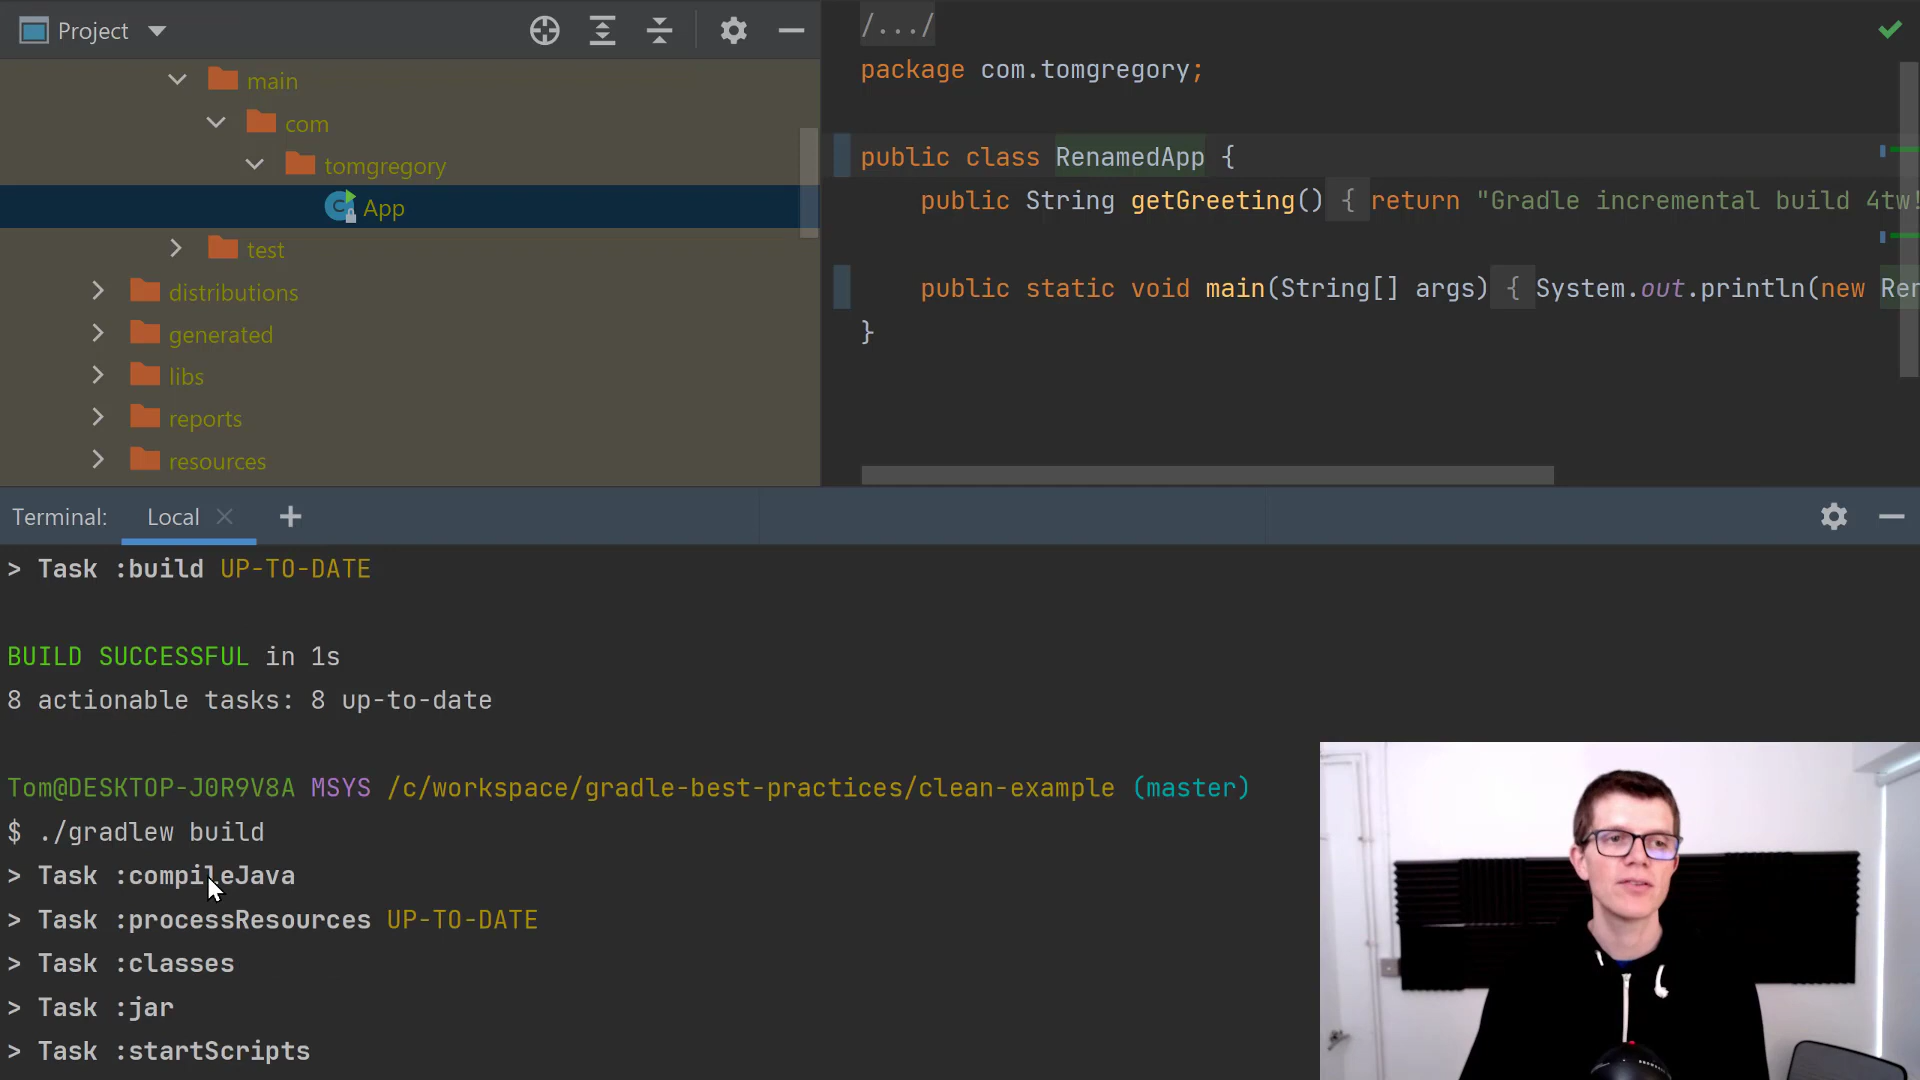 Project
main
com
tomgregory
App
test
distributions
generated
libs
reports
resources
/.../
package com.tomgregory;
public class RenamedApp {
public String getGreeting() { return "Gradle incremental build 4tw!
public static void main(String[] args) { System.out.println(new Ren
}
Terminal: Local
> Task :build UP-TO-DATE
BUILD SUCCESSFUL in 1s
8 actionable tasks: 8 up-to-date
Tom@DESKTOP-J0R9V8A MSYS /c/workspace/gradle-best-practices/clean-example (master)
$ ./gradlew build
> Task :compileJava
> Task :processResources UP-TO-DATE
> Task :classes
> Task :jar
> Task :startScripts